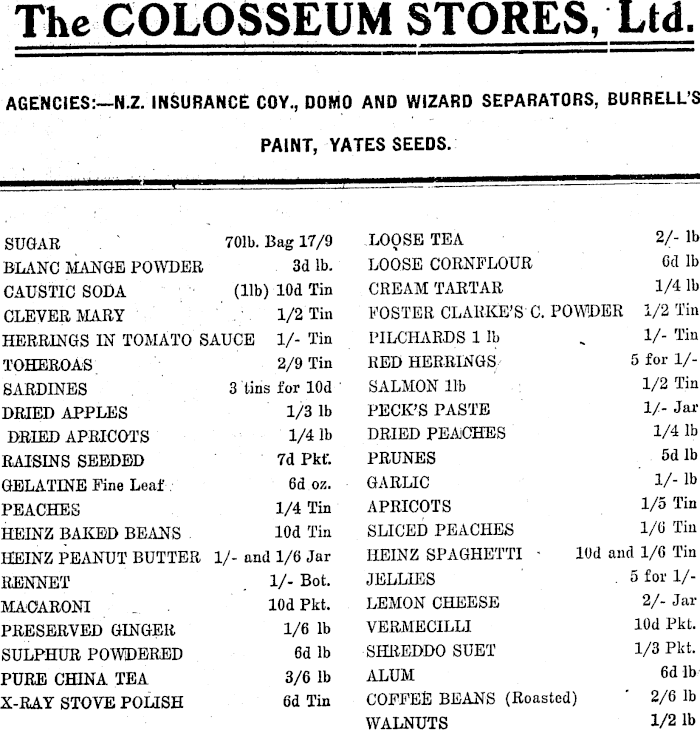 The COLOSSEUM STORES, Ltd.
AGENCIES:—N.Z. INSURANCE COY., DOMO AND WIZARD SEPARATORS, BURRELL'S
PAINT, YATES SEEDS.
SUGAR 70lb. Bag 17/9
BLANC MANGE POWDER 3d lb.
CAUSTIC SODA (1lb) 10d Tin
CLEVER MARY 1/2 Tin
HERRINGS IN TOMATO SAUCE 1/- Tin
TOHEROAS 2/9 Tin
SARDINES 3 tins for 10d
DRIED APPLES 1/3 lb
DRIED APRICOTS 1/4 lb
RAISINS SEEDED 7d Pkt.
GELATINE Fine Leaf 6d oz.
PEACHES 1/4 Tin
HEINZ BAKED BEANS 10d Tin
HEINZ PEANUT BUTTER 1/- and 1/6 Jar
RENNET 1/- Bot.
MACARONI 10d Pkt.
PRESERVED GINGER 1/6 lb
SULPHUR POWDERED 6d lb
PURE CHINA TEA 3/6 lb
X-RAY STOVE POLISH 6d Tin
LOOSE TEA 2/- lb
LOOSE CORNFLOUR 6d lb
CREAM TARTAR 1/4 lb
FOSTER CLARKE'S C. POWDER 1/2 Tin
PILCHARDS 1 lb 1/- Tin
RED HERRINGS 5 for 1/-
SALMON 1lb 1/2 Tin
PECK'S PASTE 1/- Jar
DRIED PEACHES 1/4 lb
PRUNES 5d lb
GARLIC 1/- lb
APRICOTS 1/5 Tin
SLICED PEACHES 1/6 Tin
HEINZ SPAGHETTI 10d and 1/6 Tin
JELLIES 5 for 1/-
LEMON CHEESE 2/- Jar
VERMECILLI 10d Pkt.
SHREDDO SUET 1/3 Pkt.
ALUM 6d lb
COFFEE BEANS (Roasted) 2/6 lb
WALNUTS 1/2 lb